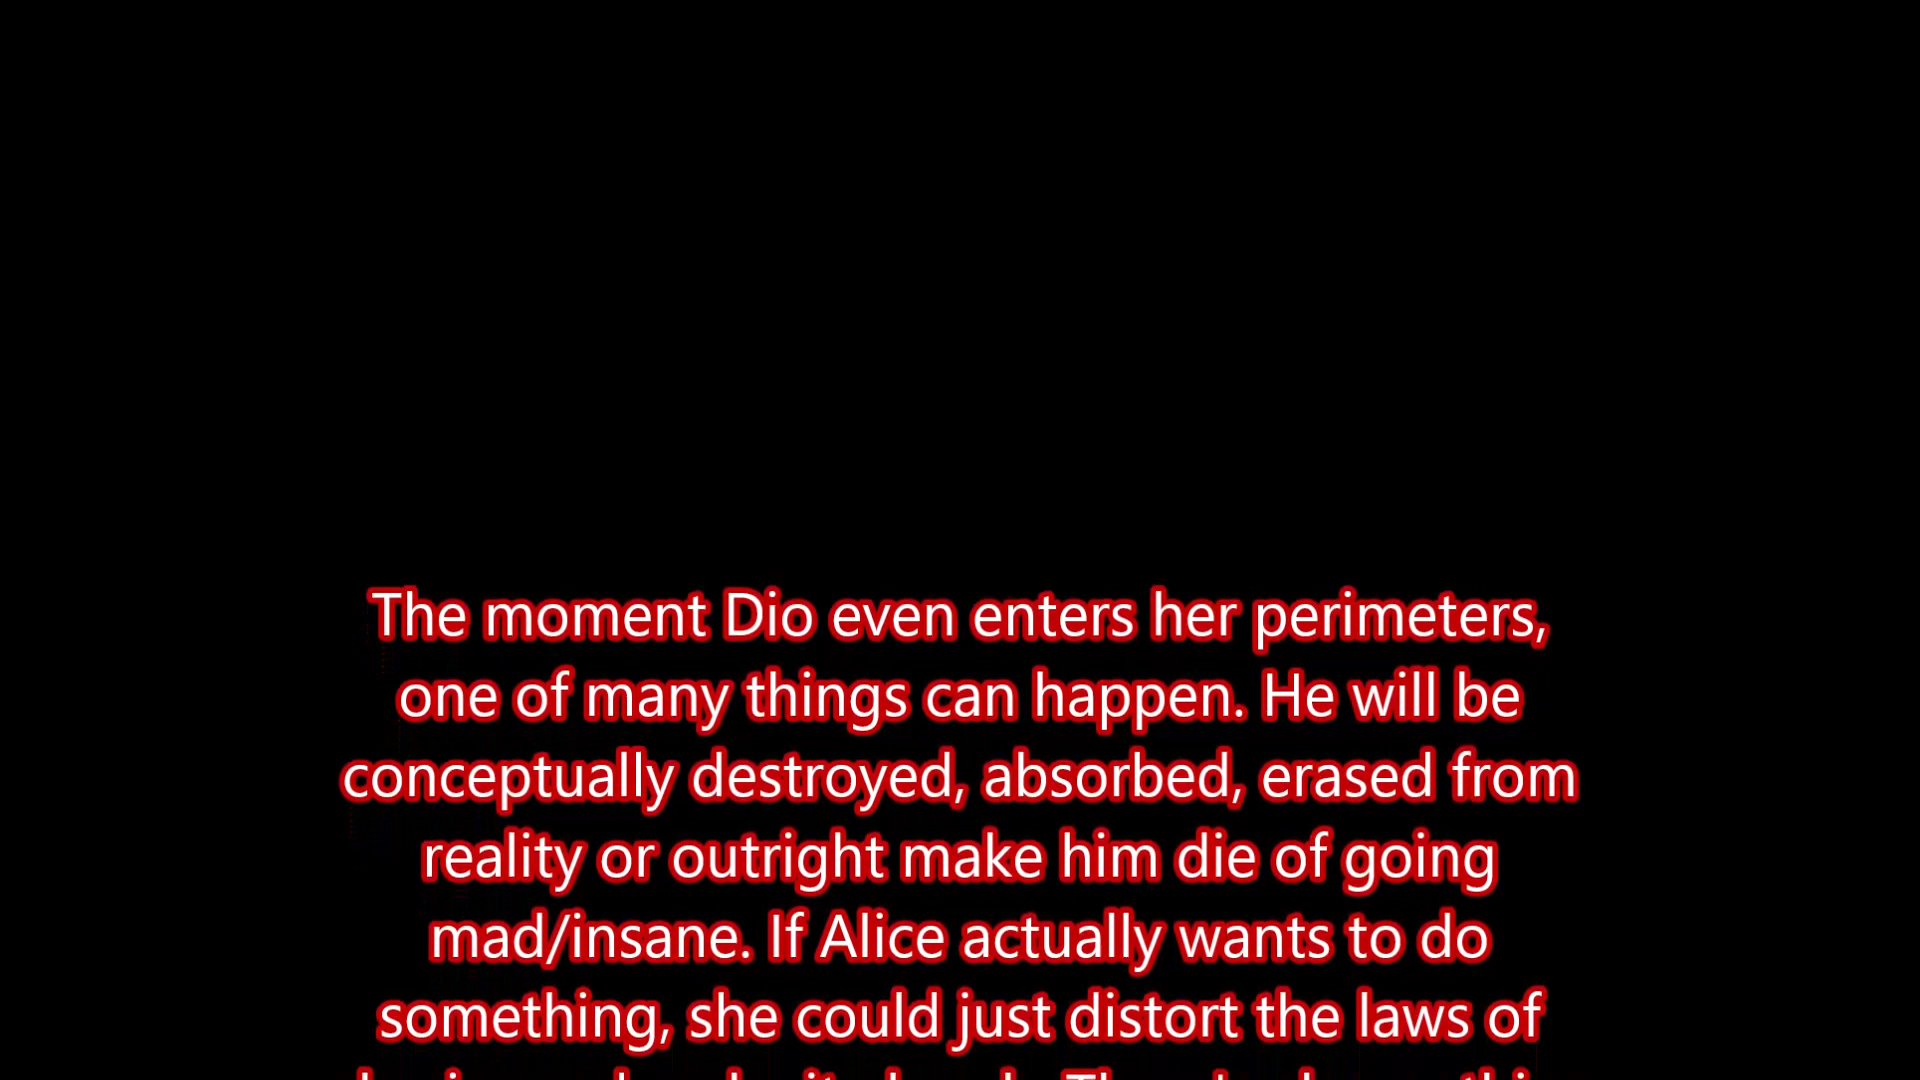 The moment Dio even enters her perimeters,
one of many things can happen. He will be
conceptually destroyed, absorbed, erased from
reality or outright make him die of going
mad/insane. If Alice actually wants to do
something, she could just distort the laws of